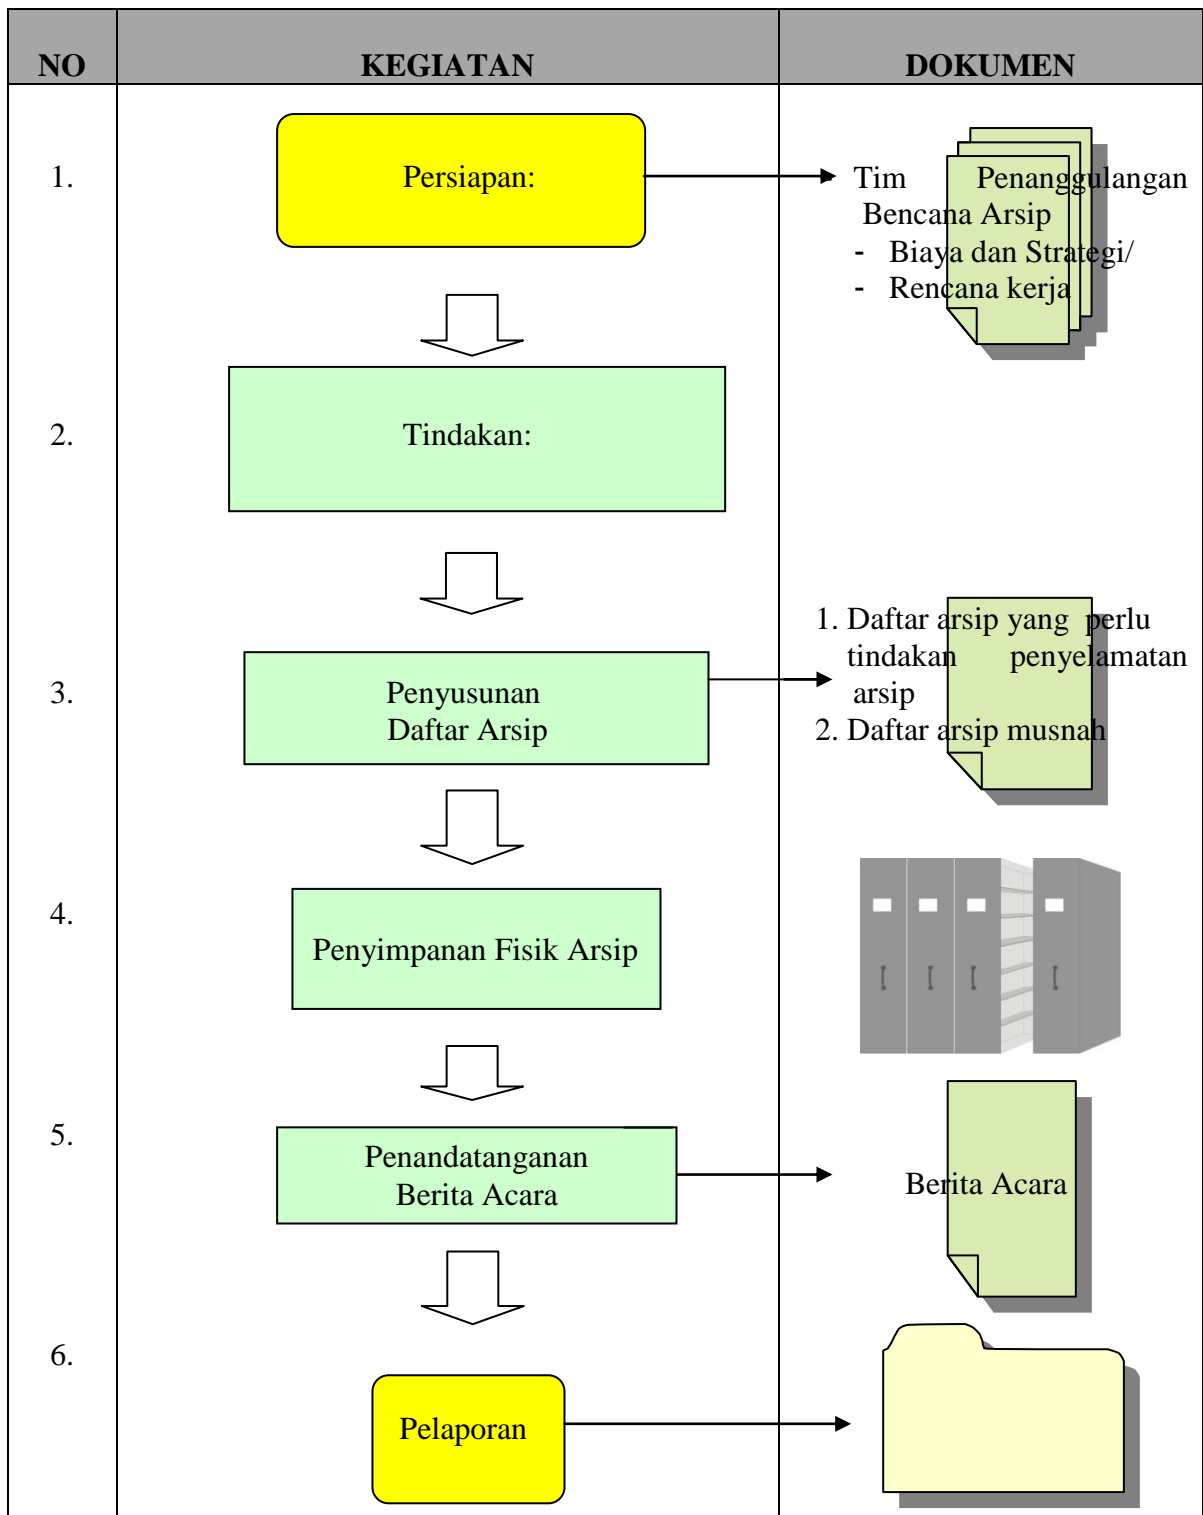 NO KEGIATAN DOKUMEN
1.
Persiapan:
Tim Penanggulangan
Bencana Arsip
- Biaya dan Strategi/
- Rencana kerja
2.
Tindakan:
3.
Penyusunan
Daftar Arsip
1. Daftar arsip yang perlu
tindakan penyelamatan
arsip
2. Daftar arsip musnah
4.
Penyimpanan Fisik Arsip
5.
Penandatanganan
Berita Acara
Berita Acara
6.
Pelaporan